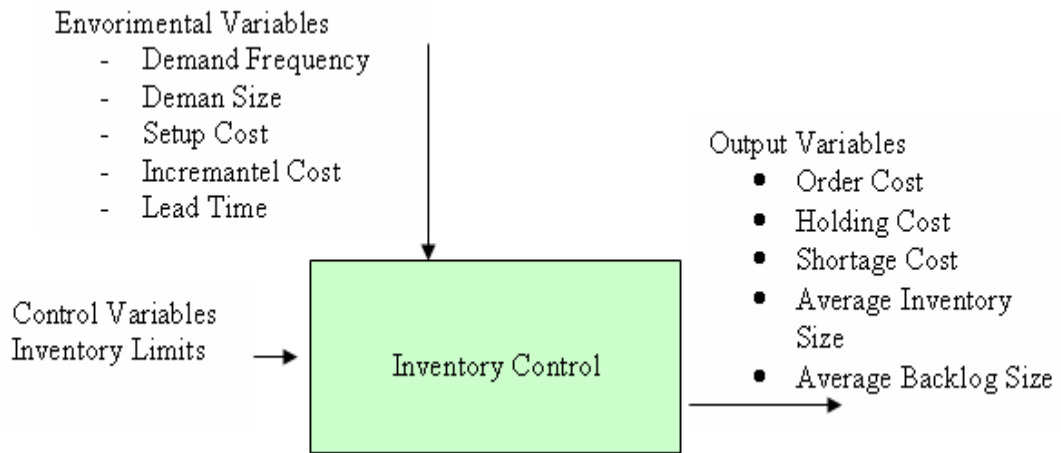 Envorimental Variables
- Demand Frequency
- Deman Size
- Setup Cost
- Incremantel Cost
- Lead Time
Output Variables
• Order Cost
• Holding Cost
• Shortage Cost
• Average Inventory
Size
• Average Backlog Size
Control Variables
Inventory Limits
Inventory Control